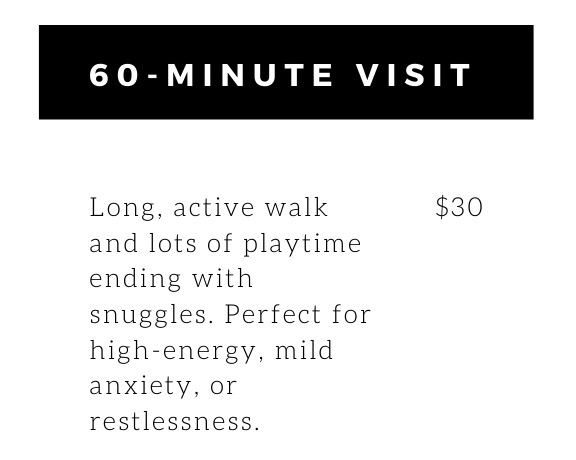 60-MINUTE VISIT
Long, active walk $30
and lots of playtime
ending with
snuggles. Perfect for
high-energy, mild
anxiety, or
restlessness.